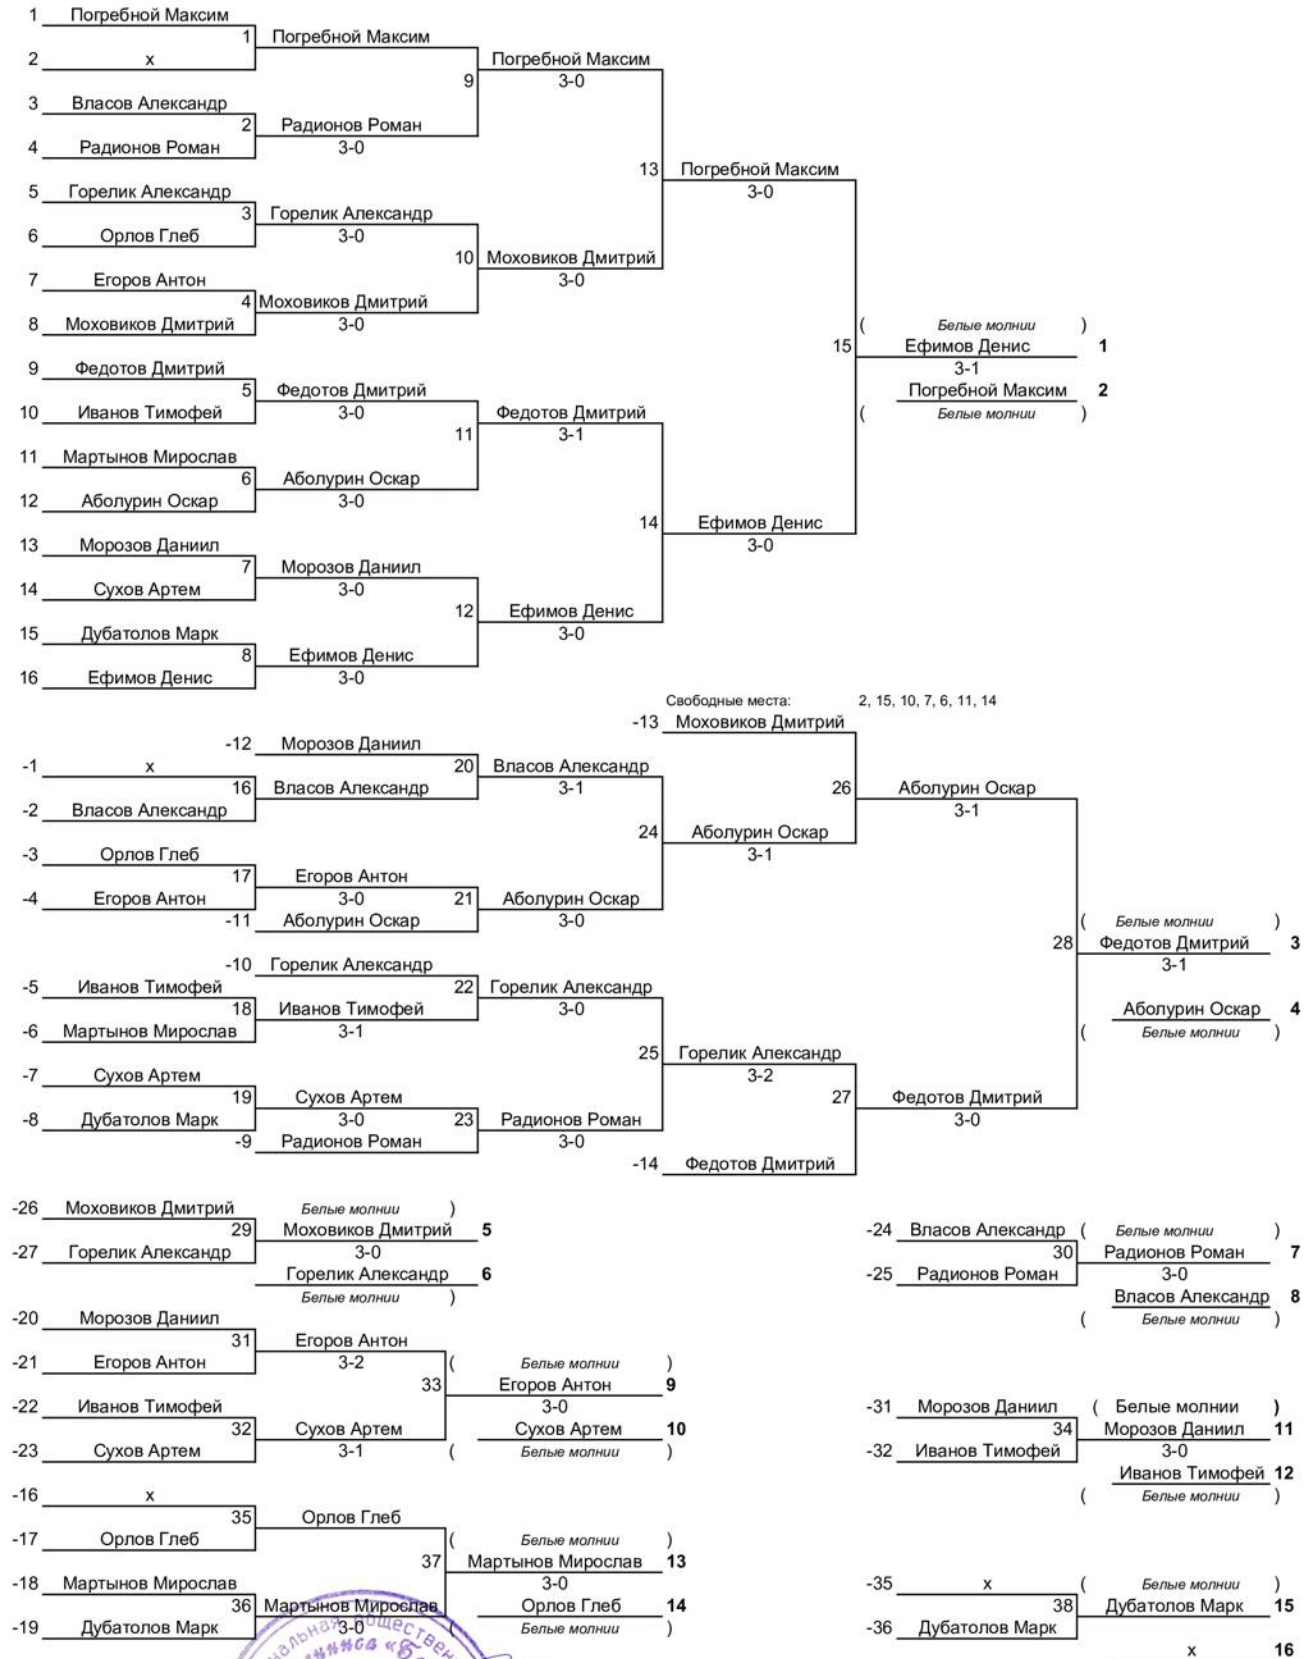 1 Погребной Максим
1 Погребной Максим
2 x
Погребной Максим
9 3-0
3 Власов Александр
2 Радионов Роман
4 Радионов Роман 3-0
13 Погребной Максим
3-0
5 Горелик Александр
3 Горелик Александр
6 Орлов Глеб 3-0
10 Моховиков Дмитрий
3-0
7 Егоров Антон
4 Моховиков Дмитрий
8 Моховиков Дмитрий 3-0
( Белые молнии )
15 Ефимов Денис 1
3-1
Погребной Максим 2
( Белые молнии )
9 Федотов Дмитрий
5 Федотов Дмитрий
10 Иванов Тимофей 3-0
Федотов Дмитрий
11 3-1
11 Мартынов Мирослав
6 Аболурин Оскар
12 Аболурин Оскар 3-0
14 Ефимов Денис
3-0
13 Морозов Даниил
7 Морозов Даниил
14 Сухов Артем 3-0
12 Ефимов Денис
3-0
15 Дубатолов Марк
8 Ефимов Денис
16 Ефимов Денис 3-0
Свободные места: 2, 15, 10, 7, 6, 11, 14
-13 Моховиков Дмитрий
-12 Морозов Даниил
-1 x 20 Власов Александр
3-1
16 Власов Александр
-2 Власов Александр
26 Аболурин Оскар
3-1
24 Аболурин Оскар
3-1
-3 Орлов Глеб
17 Егоров Антон
-4 Егоров Антон 3-0 21 Аболурин Оскар
-11 Аболурин Оскар 3-0
( Белые молнии )
28 Федотов Дмитрий 3
3-1
Аболурин Оскар 4
( Белые молнии )
-10 Горелик Александр
-5 Иванов Тимофей 22 Горелик Александр
18 Иванов Тимофей 3-0
-6 Мартынов Мирослав 3-1
25 Горелик Александр
3-2
-7 Сухов Артем
19 Сухов Артем 27 Федотов Дмитрий
-8 Дубатолов Марк 3-0 23 Радионов Роман 3-0
-9 Радионов Роман 3-0
-14 Федотов Дмитрий
-26 Моховиков Дмитрий Белые молнии )
29 Моховиков Дмитрий 5
-27 Горелик Александр 3-0
Горелик Александр 6
Белые молнии )
-24 Власов Александр ( Белые молнии )
30 Радионов Роман 7
-25 Радионов Роман 3-0
Власов Александр 8
( Белые молнии )
-20 Морозов Даниил
31 Егоров Антон
-21 Егоров Антон 3-2 ( Белые молнии )
33 Егоров Антон 9
3-0
-22 Иванов Тимофей
32 Сухов Артем Сухов Артем 10
-23 Сухов Артем 3-1 ( Белые молнии )
-31 Морозов Даниил ( Белые молнии )
34 Морозов Даниил 11
-32 Иванов Тимофей 3-0
Иванов Тимофей 12
( Белые молнии )
-16 x
35 Орлов Глеб
-17 Орлов Глеб ( Белые молнии )
37 Мартынов Мирослав 13
3-0
-18 Мартынов Мирослав
36 Мартынов Мирослав Орлов Глеб 14
-19 Дубатолов Марк 3-0 ( Белые молнии )
-35 x ( Белые молнии )
38 Дубатолов Марк 15
-36 Дубатолов Марк
x 16